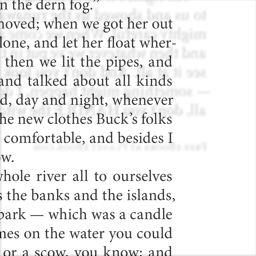 n the dern fog.”
noved; when we got her out
lone, and let her float wher-
then we lit the pipes, and
and talked about all kinds
d, day and night, whenever
he new clothes Buck’s folks
comfortable, and besides I
ow.
whole river all to ourselves
s the banks and the islands,
park — which was a candle
mes on the water you could
or a scow, you know; and